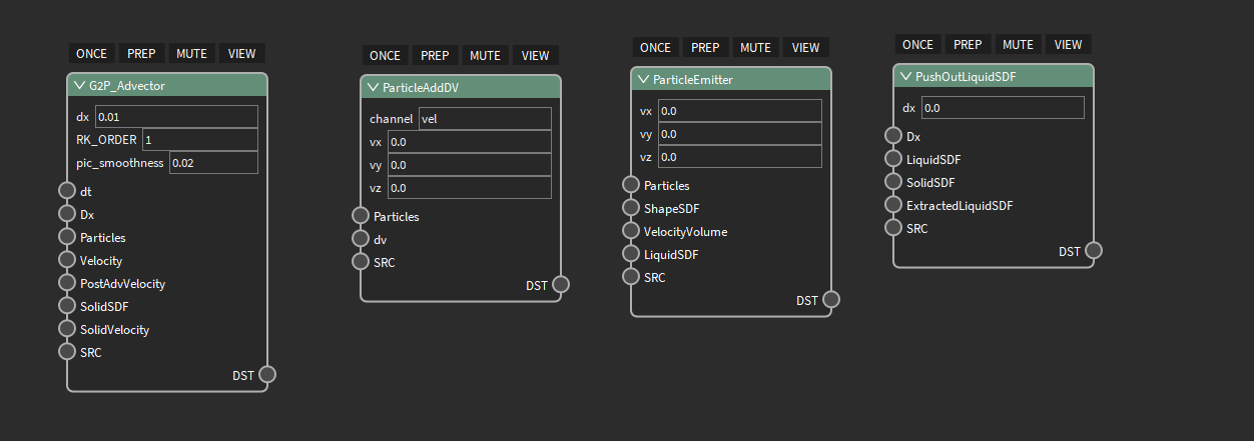 ONCE PREP MUTE VIEW
G2P_Advector
dx 0.01
RK_ORDER 1
pic_smoothness 0.02
dt
Dx
Particles
Velocity
PostAdvVelocity
SolidSDF
SolidVelocity
SRC
DST
ONCE PREP MUTE VIEW
ParticleAddDV
channel vel
vx 0.0
vy 0.0
vz 0.0
Particles
dv
SRC
DST
ONCE PREP MUTE VIEW
ParticleEmitter
vx 0.0
vy 0.0
vz 0.0
Particles
ShapeSDF
VelocityVolume
LiquidSDF
SRC
DST
ONCE PREP MUTE VIEW
PushOutLiquidSDF
dx 0.0
Dx
LiquidSDF
SolidSDF
ExtractedLiquidSDF
SRC
DST